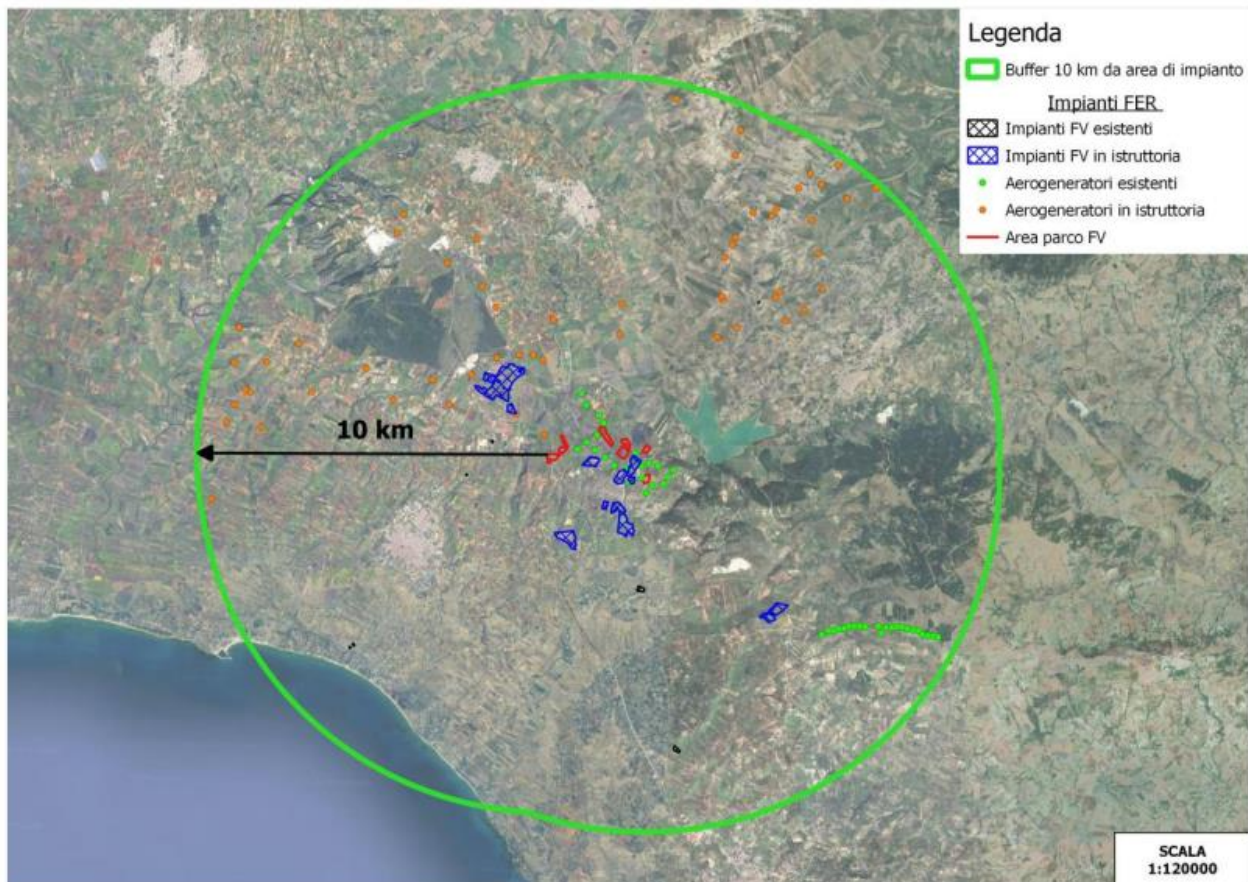 Legenda
Buffer 10 km da area di impianto
Impianti FER
Impianti FV esistenti
Impianti FV in istruttoria
Aerogeneratori esistenti
Aerogeneratori in istruttoria
Area parco FV
10 km
SCALA
1:120000